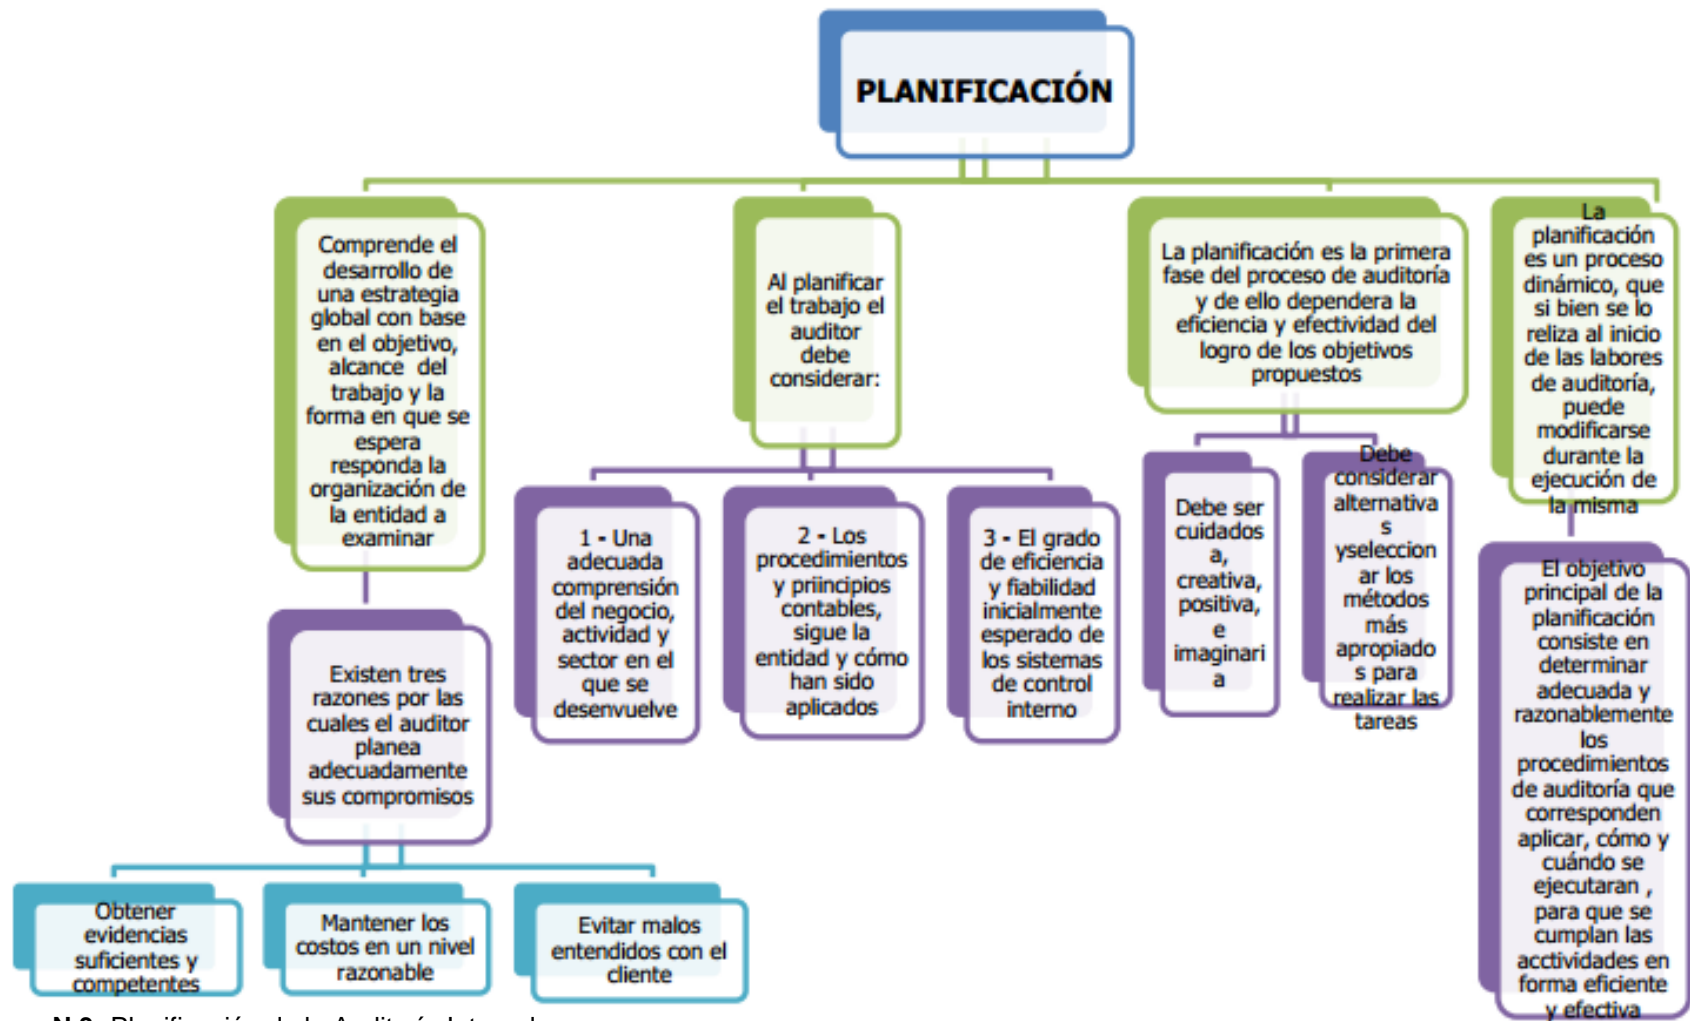 PLANIFICACIÓN
Comprende el
desarrollo de
una estrategia
global con base
en el objetivo,
alcance del
trabajo y la
forma en que se
espera
responda la
organización de
la entidad a
examinar
Al planificar
el trabajo el
auditor
debe
considerar:
La planificación es la primera
fase del proceso de auditoría
y de ello dependera la
eficiencia y efectividad del
logro de los objetivos
propuestos
La
planificación
es un proceso
dinámico, que
si bien se lo
reliza al inicio
de las labores
de auditoría,
puede
modificarse
durante la
ejecución de
la misma
Existen tres
razones por las
cuales el auditor
planea
adecuadamente
sus compromisos
1 - Una
adecuada
comprensión
del negocio,
actividad y
sector en el
que se
desenvuelve
2 - Los
procedimientos
y priincipios
contables,
sigue la
entidad y cómo
han sido
aplicados
3 - El grado
de eficiencia
y fiabilidad
inicialmente
esperado de
los sistemas
de control
interno
Debe ser
cuidados
a,
creativa,
positiva,
e
imaginari
a
Debe
considerar
alternativa
s
yseleccion
ar los
métodos
más
apropiado
s para
realizar las
tareas
El objetivo
principal de la
planificación
consiste en
determinar
adecuada y
razonablemente
los
procedimientos
de auditoría que
corresponden
aplicar, cómo y
cuándo se
ejecutaran ,
para que se
cumplan las
acctividades en
forma eficiente
y efectiva
Obtener
evidencias
suficientes y
competentes
Mantener los
costos en un nivel
razonable
Evitar malos
entendidos con el
cliente